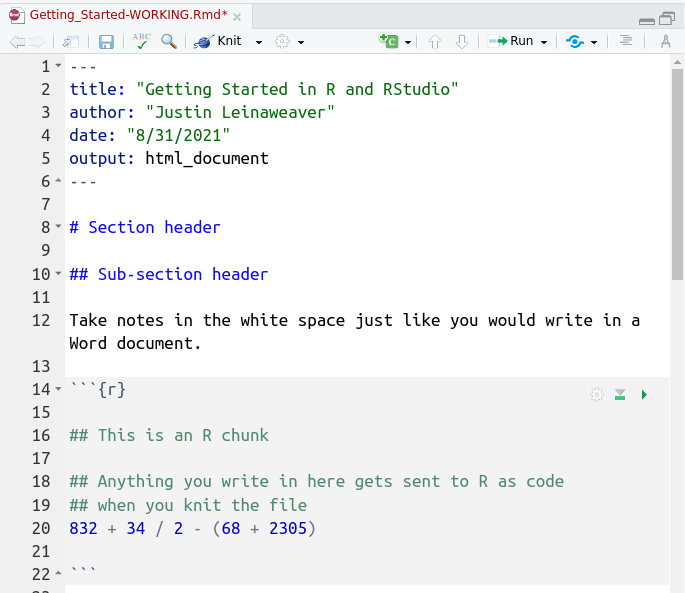 Getting_Started-WORKING.Rmd*
ABC Knit Run
1 ---
2 title: "Getting Started in R and RStudio"
3 author: "Justin Leinaweaver"
4 date: "8/31/2021"
5 output: html_document
6 ---
7
8 # Section header
9
10 ## Sub-section header
11
12 Take notes in the white space just like you would write in a
Word document.
13
14 ```{r}
15
16 ## This is an R chunk
17
18 ## Anything you write in here gets sent to R as code
19 ## when you knit the file
20 832 + 34 / 2 - (68 + 2305)
21
22 ```